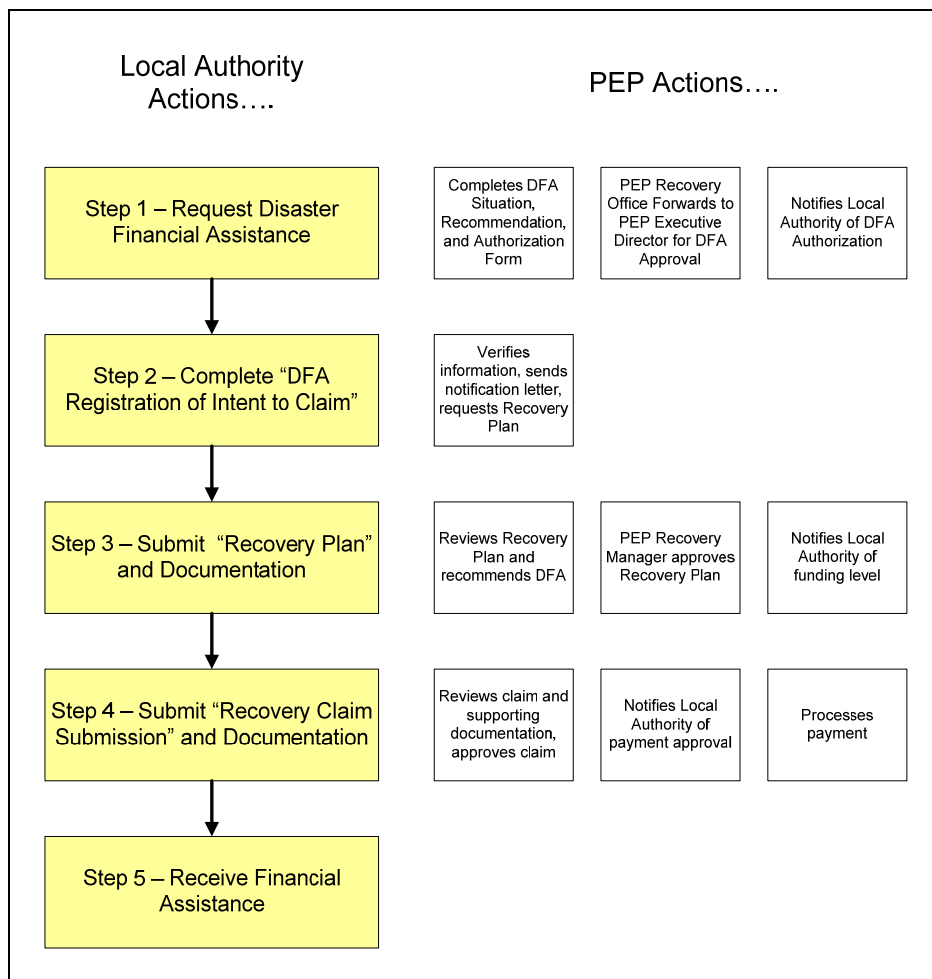 Local Authority
Actions….
PEP Actions….
Step 1 – Request Disaster
Financial Assistance
Completes DFA
Situation,
Recommendation,
and Authorization
Form
PEP Recovery
Office Forwards to
PEP Executive
Director for DFA
Approval
Notifies Local
Authority of DFA
Authorization
Step 2 – Complete “DFA
Registration of Intent to Claim”
Verifies
information, sends
notification letter,
requests Recovery
Plan
Step 3 – Submit “Recovery Plan”
and Documentation
Reviews Recovery
Plan and
recommends DFA
PEP Recovery
Manager approves
Recovery Plan
Notifies Local
Authority of
funding level
Step 4 – Submit “Recovery Claim
Submission” and Documentation
Reviews claim and
supporting
documentation,
approves claim
Notifies Local
Authority of
payment approval
Processes
payment
Step 5 – Receive Financial
Assistance